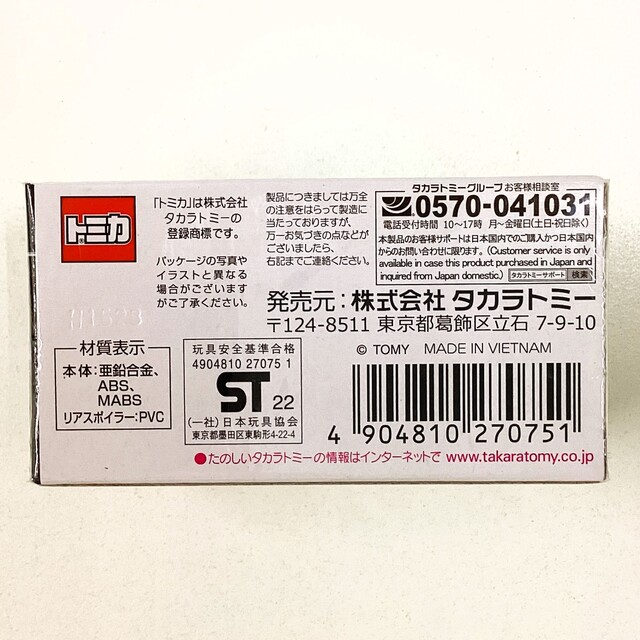 トミカ
「トミカ」は株式会社
タカラトミーの
登録商標です。
パッケージの写真や
イラストと異なる
場合がございます
がご了承ください。
製品につきましては万全
の注意をはらって製造に
当たっておりますが、
万一お気づきの点などが
ございましたら、
右記までご連絡ください。
タカラトミーグループ お客様相談室
0570-041031
電話受付時間 10〜17時 月〜金曜日(土日・祝日除く)
本製品のお客様サポートは日本国内でのご購入かつ日本国内
からのお問い合わせに限ります。(Customer service is only
available in case this product purchased in Japan and
inquired from Japan domestic.) タカラトミーサポート 検索
発売元:株式会社 タカラトミー
〒124-8511 東京都葛飾区立石 7-9-10
材質表示
本体:亜鉛合金、
ABS、
MABS
リアスポイラー:PVC
玩具安全基準合格
4904810 27075 1
ST 22
(一社)日本玩具協会
東京都墨田区東駒形4-22-4
© TOMY MADE IN VIETNAM
4 904810 270751
●たのしいタカラトミーの情報はインターネットで www.takaratomy.co.jp